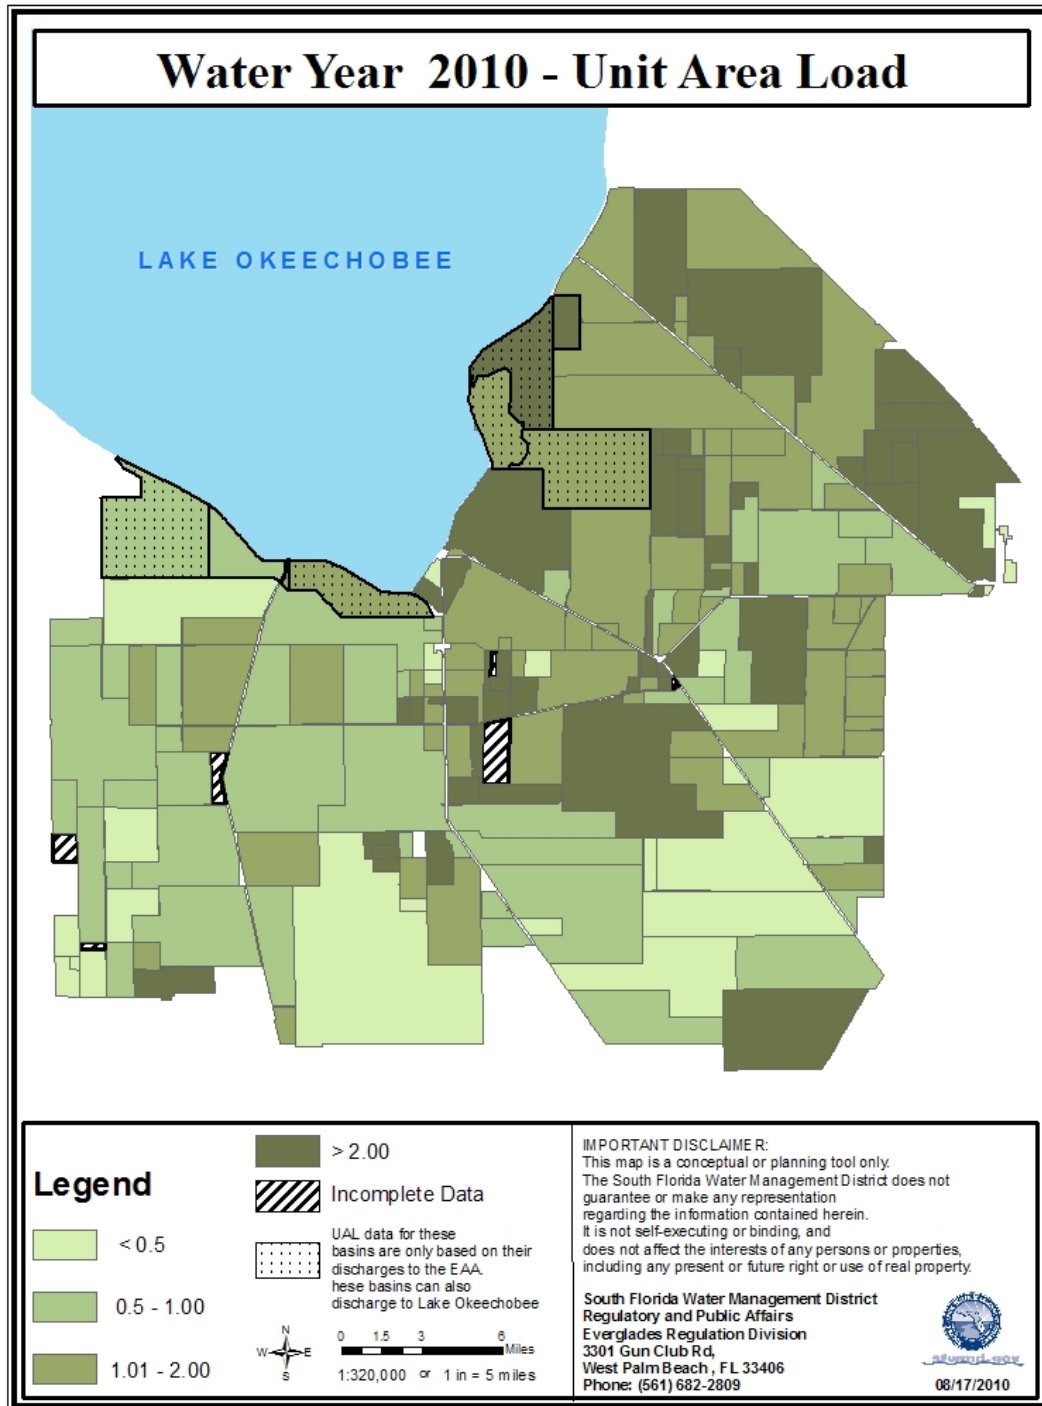 Water Year 2010 - Unit Area Load
LAKE OKEECHOBEE
Legend
< 0.5
0.5 - 1.00
1.01 - 2.00
> 2.00
Incomplete Data
UAL data for these
basins are only based on their
discharges to the EAA.
hese basins can also
discharge to Lake Okeechobee
N
W E
S
0 1.5 3 6
Miles
1:320,000 or 1 in = 5 miles
IMPORTANT DISCLAIMER:
This map is a conceptual or planning tool only.
The South Florida Water Management District does not
guarantee or make any representation
regarding the information contained herein.
It is not self-executing or binding, and
does not affect the interests of any persons or properties,
including any present or future right or use of real property.
South Florida Water Management District
Regulatory and Public Affairs
Everglades Regulation Division
3301 Gun Club Rd,
West Palm Beach , FL 33406
Phone: (561) 682-2809
sfwmd.gov
08/17/2010